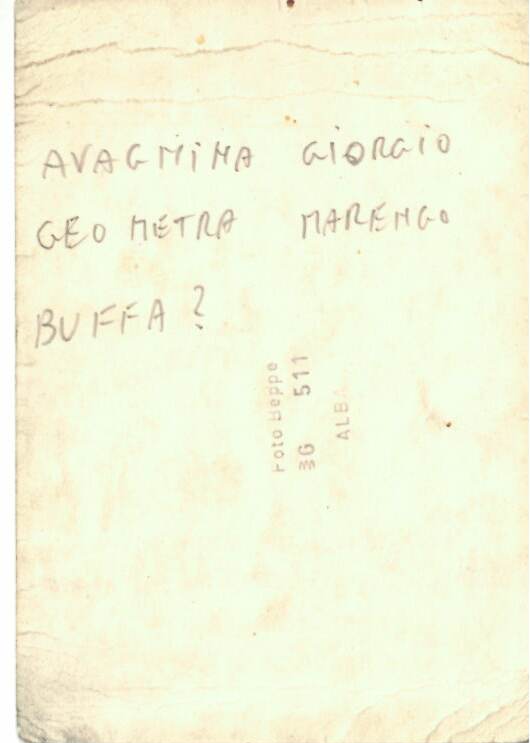 AVAGNINA GIORGIO
GEOMETRA MARENGO
BUFFA?
Foto Beppe
3G 511
ALBA